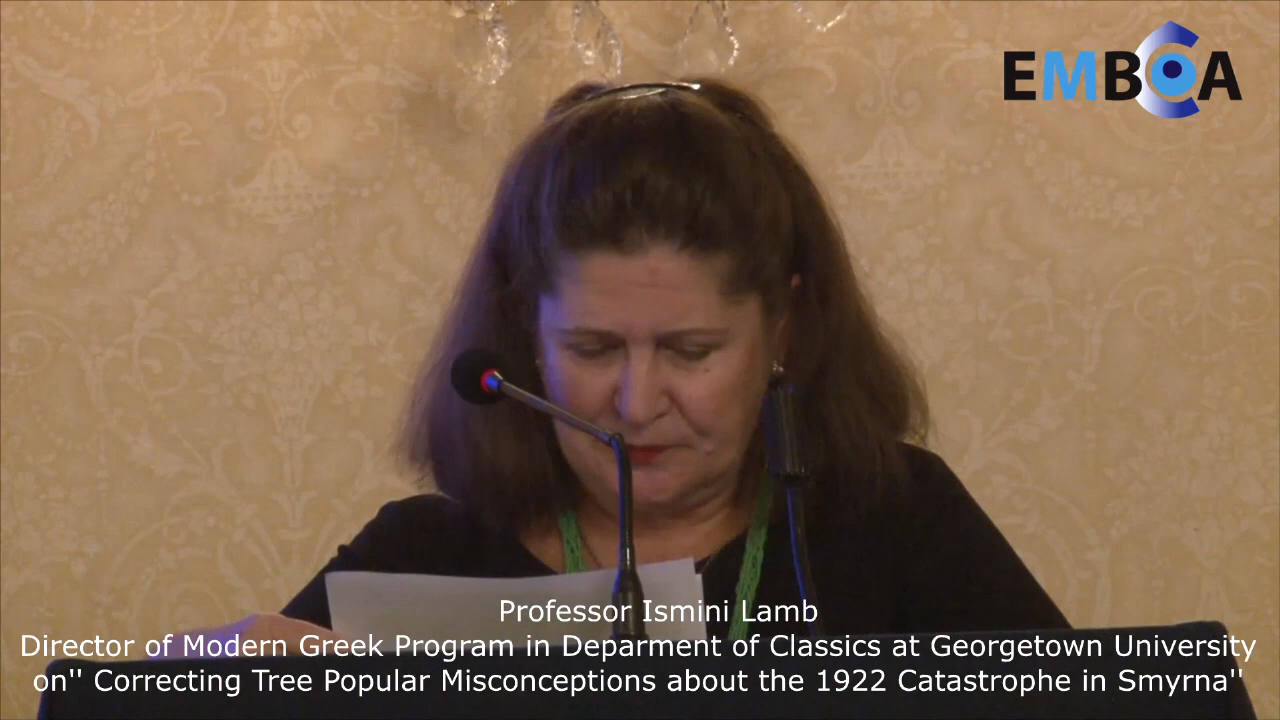 EMBCA
Professor Ismini Lamb
Director of Modern Greek Program in Deparment of Classics at Georgetown University
on'' Correcting Tree Popular Misconceptions about the 1922 Catastrophe in Smyrna''